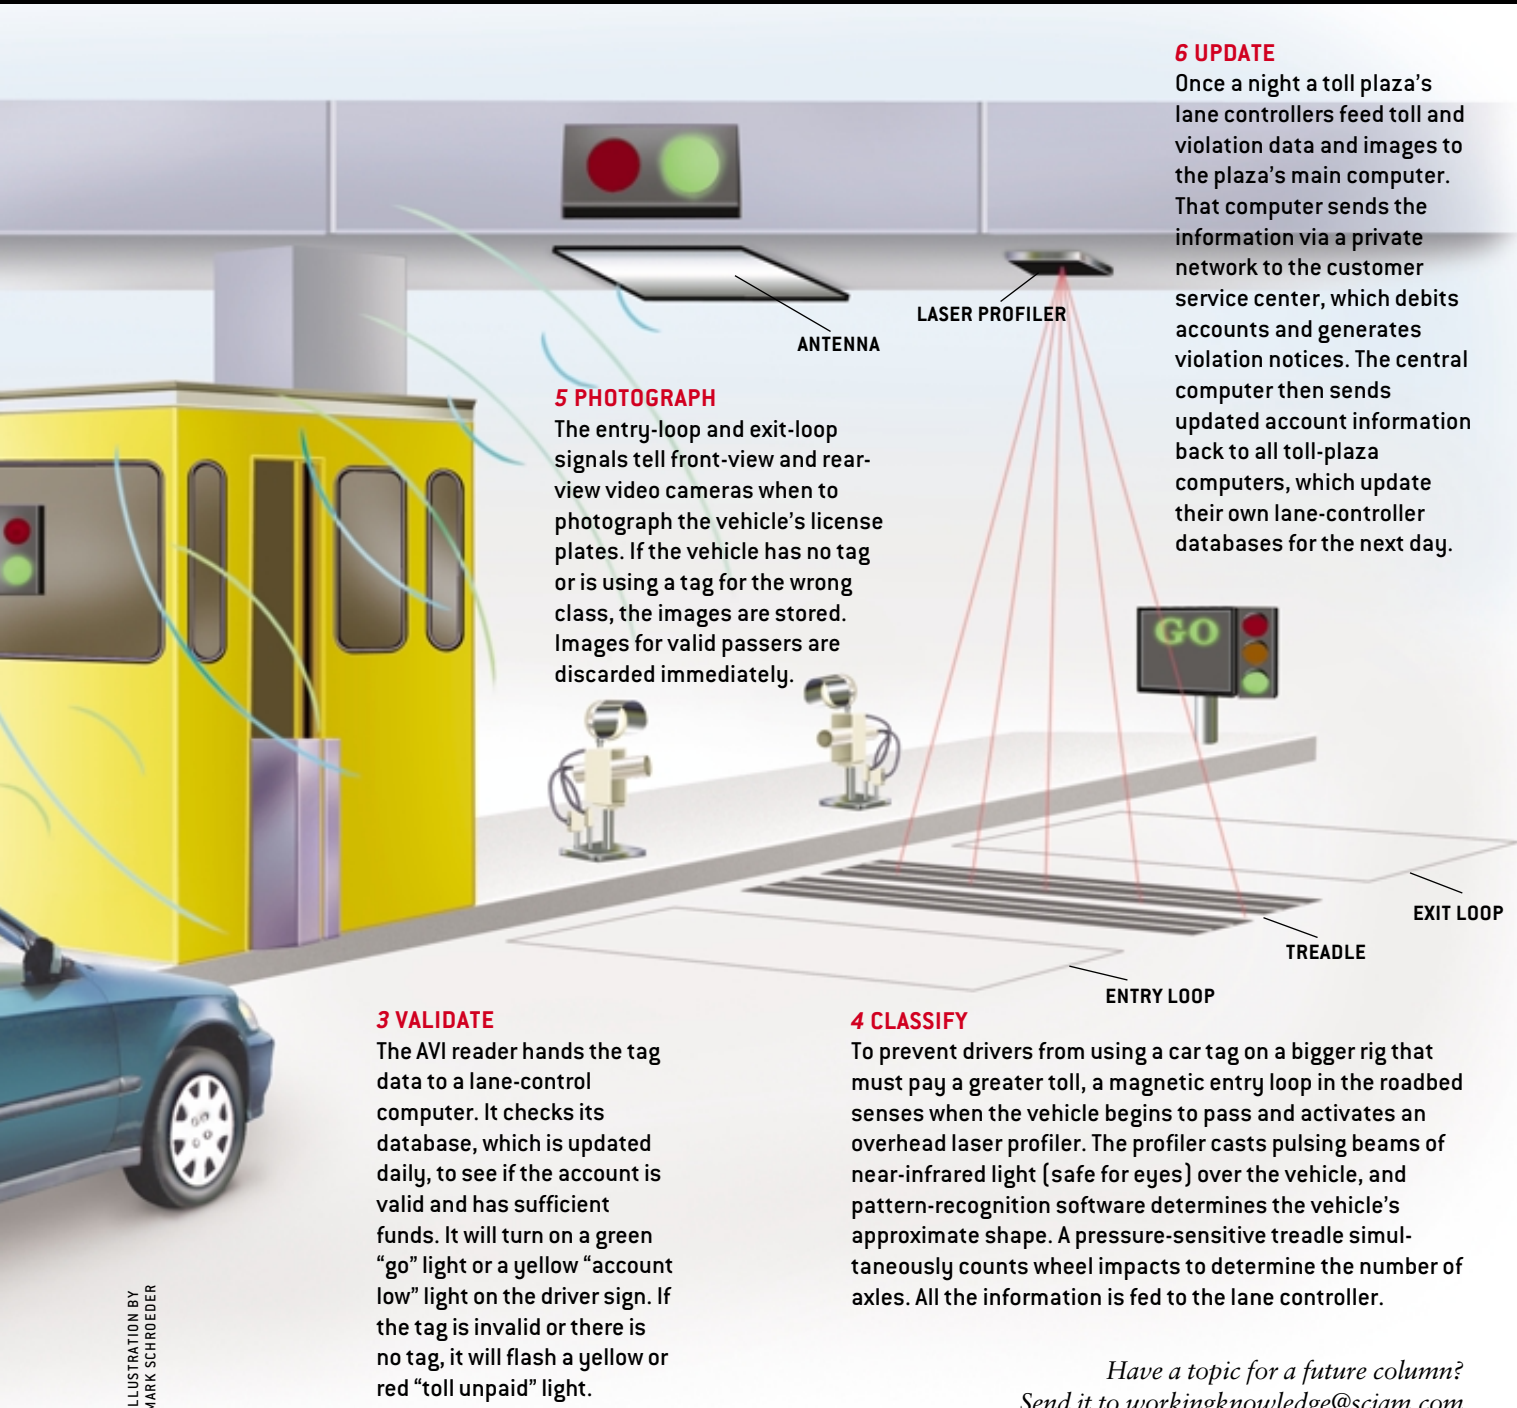 6 UPDATE
Once a night a toll plaza's
lane controllers feed toll and
violation data and images to
the plaza's main computer.
That computer sends the
information via a private
network to the customer
service center, which debits
accounts and generates
violation notices. The central
computer then sends
updated account information
back to all toll-plaza
computers, which update
their own lane-controller
databases for the next day.
LASER PROFILER
ANTENNA
5 PHOTOGRAPH
The entry-loop and exit-loop
signals tell front-view and rear-
view video cameras when to
photograph the vehicle's license
plates. If the vehicle has no tag
or is using a tag for the wrong
class, the images are stored.
Images for valid passers are
discarded immediately.
GO
EXIT LOOP
TREADLE
ENTRY LOOP
3 VALIDATE
The AVI reader hands the tag
data to a lane-control
computer. It checks its
database, which is updated
daily, to see if the account is
valid and has sufficient
funds. It will turn on a green
“go” light or a yellow “account
low” light on the driver sign. If
the tag is invalid or there is
no tag, it will flash a yellow or
red “toll unpaid” light.
4 CLASSIFY
To prevent drivers from using a car tag on a bigger rig that
must pay a greater toll, a magnetic entry loop in the roadbed
senses when the vehicle begins to pass and activates an
overhead laser profiler. The profiler casts pulsing beams of
near-infrared light (safe for eyes) over the vehicle, and
pattern-recognition software determines the vehicle's
approximate shape. A pressure-sensitive treadle simul-
taneously counts wheel impacts to determine the number of
axles. All the information is fed to the lane controller.
Have a topic for a future column?
Send it to workingknowledge@sciam.com
LLUSTRATION BY
MARK SCHROEDER